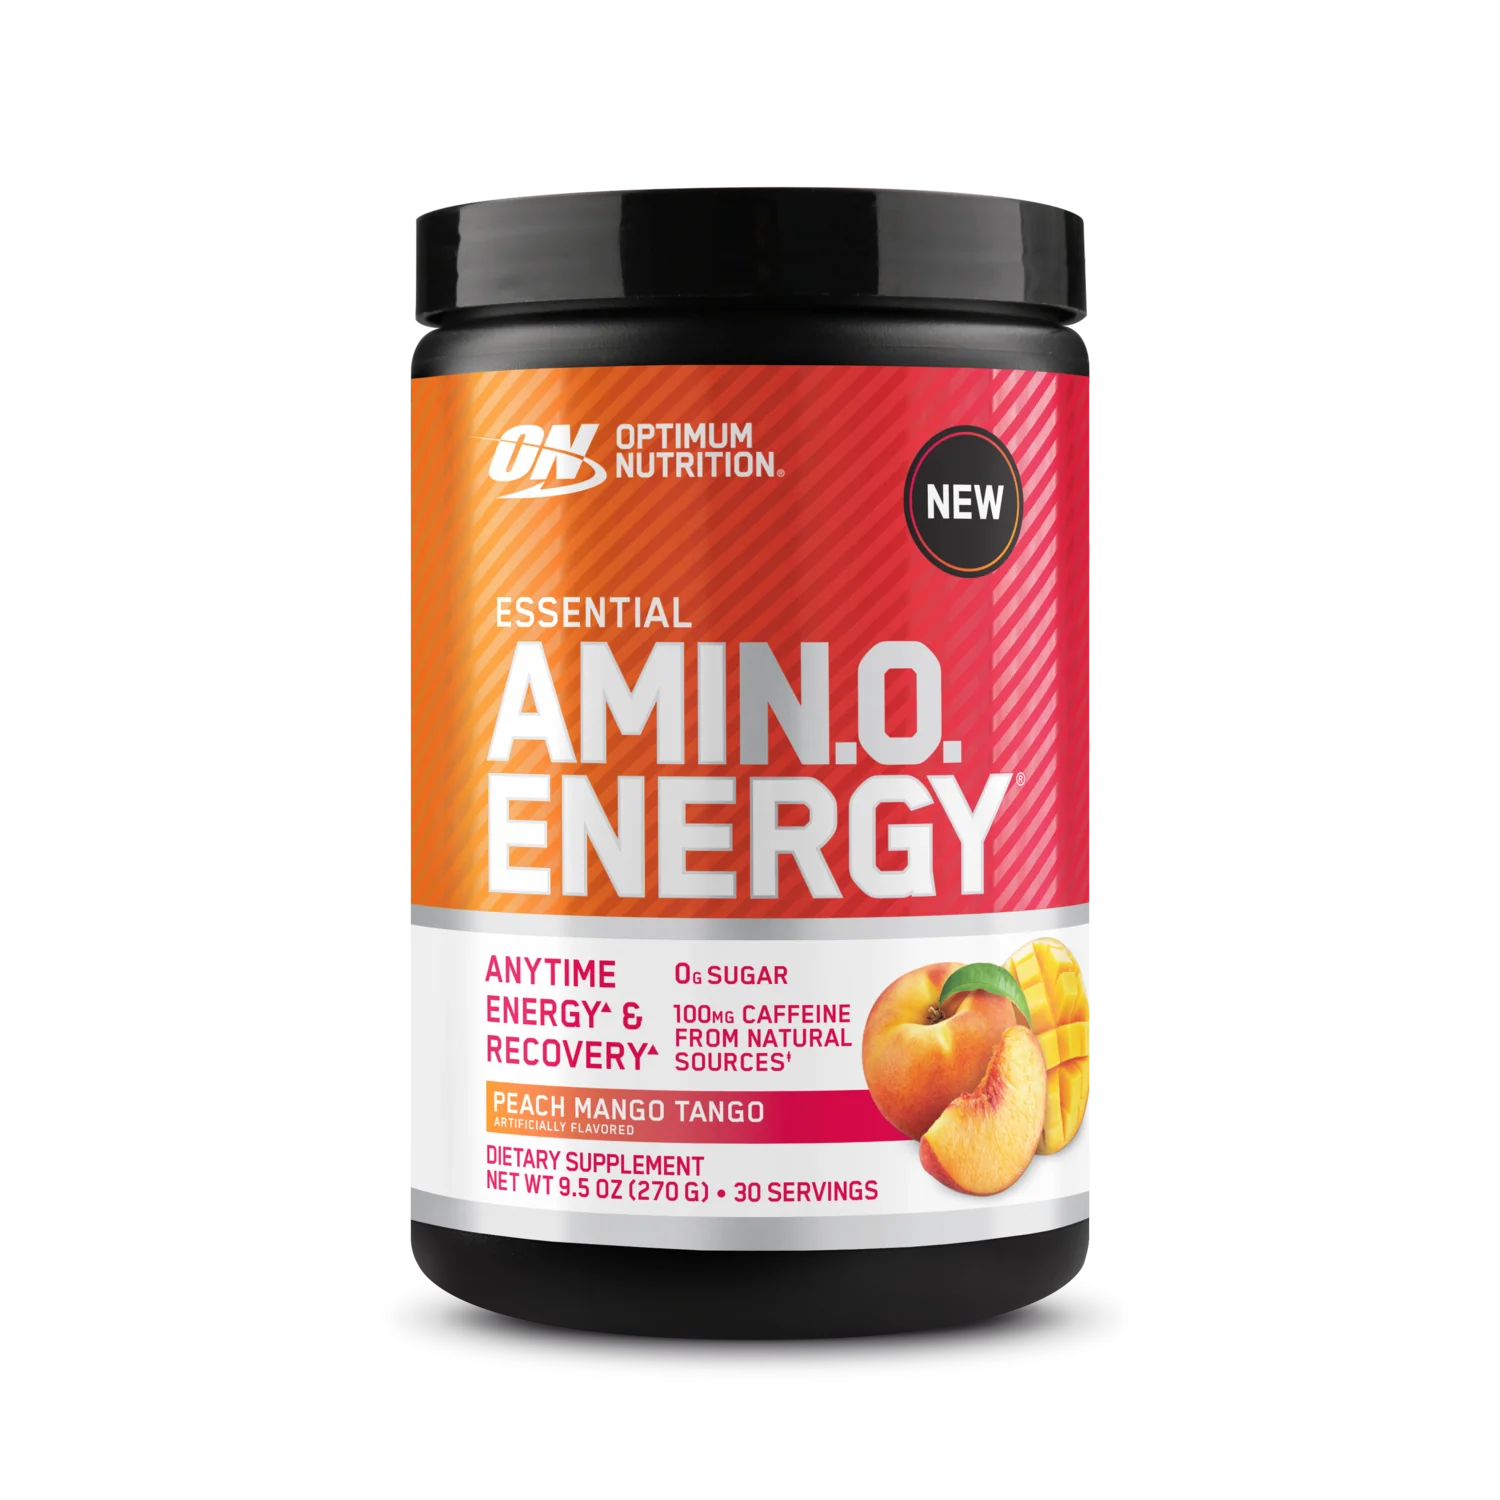 ON OPTIMUM
NUTRITION®
NEW
ESSENTIAL
AMIN.O.
ENERGY®
ANYTIME
ENERGY▲ &
RECOVERY▲
0G SUGAR
100MG CAFFEINE
FROM NATURAL
SOURCES‡
PEACH MANGO TANGO
ARTIFICIALLY FLAVORED
DIETARY SUPPLEMENT
NET WT 9.5 OZ (270 G) • 30 SERVINGS